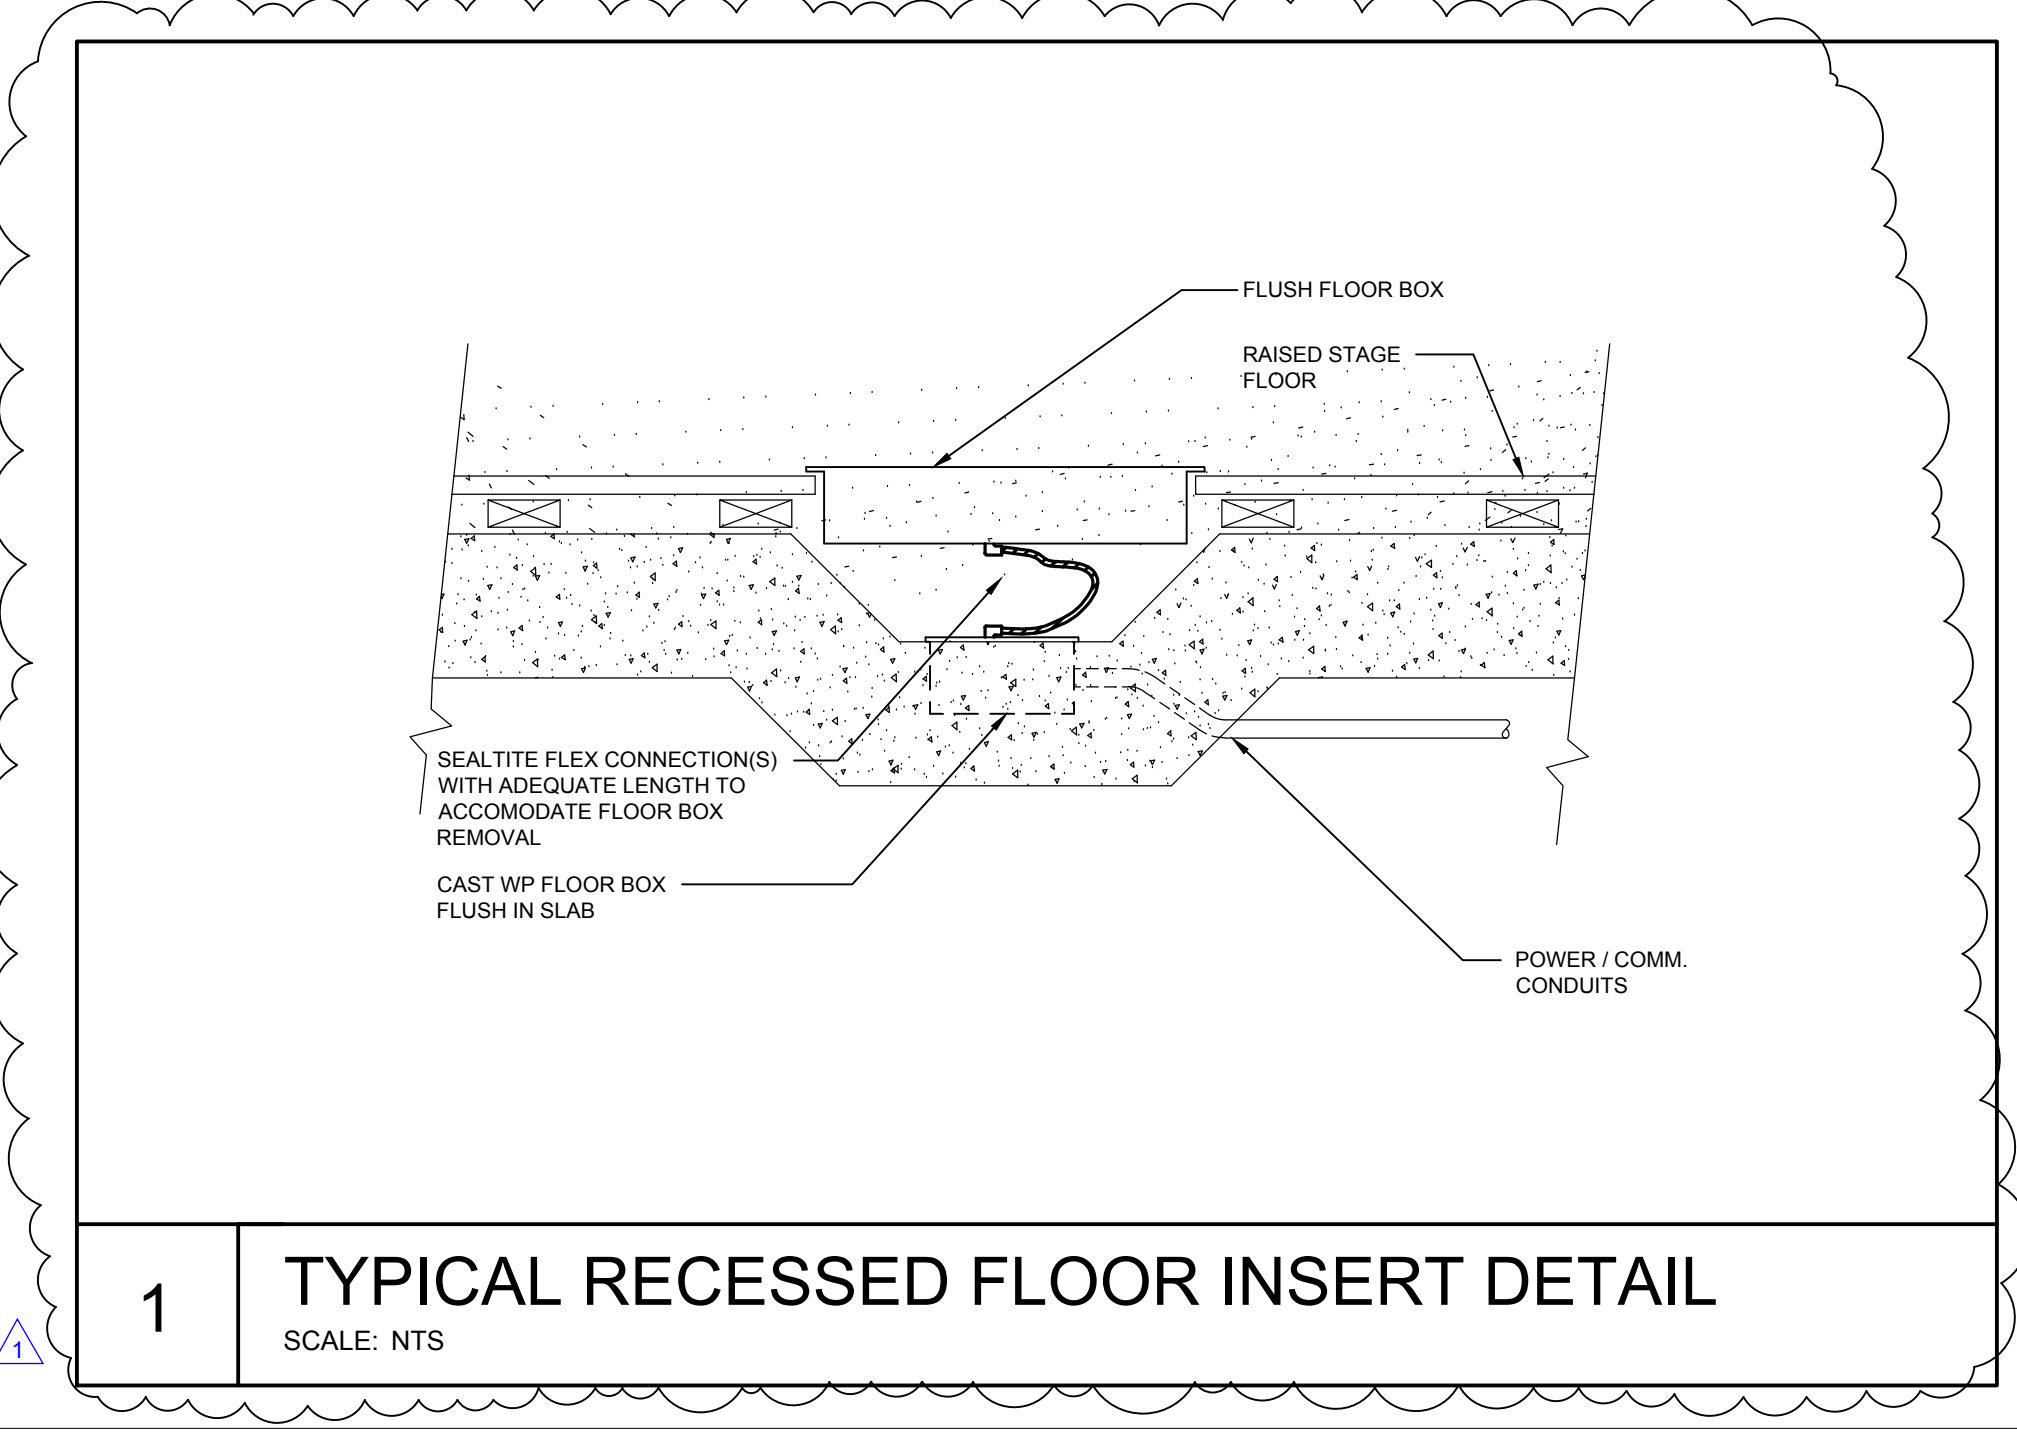 FLUSH FLOOR BOX
RAISED STAGE
FLOOR
SEALTITE FLEX CONNECTION(S)
WITH ADEQUATE LENGTH TO
ACCOMODATE FLOOR BOX
REMOVAL
CAST WP FLOOR BOX
FLUSH IN SLAB
POWER / COMM.
CONDUITS
1
TYPICAL RECESSED FLOOR INSERT DETAIL
SCALE: NTS
1